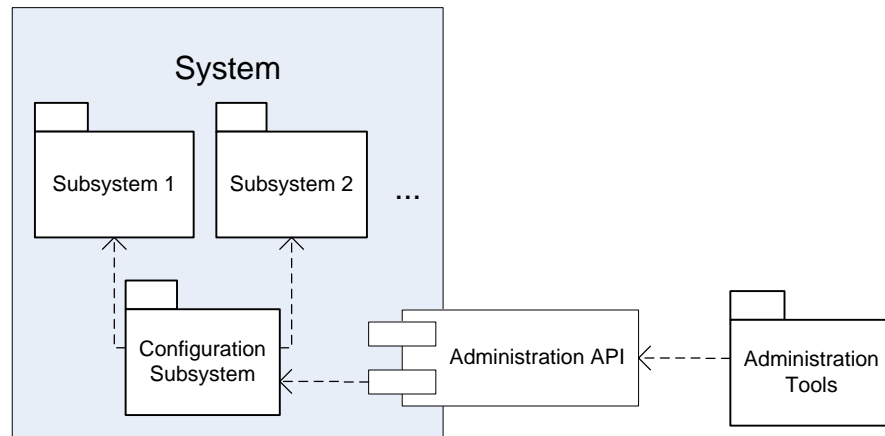 System
Subsystem 1
Subsystem 2
...
Configuration
Subsystem
Administration API
Administration
Tools